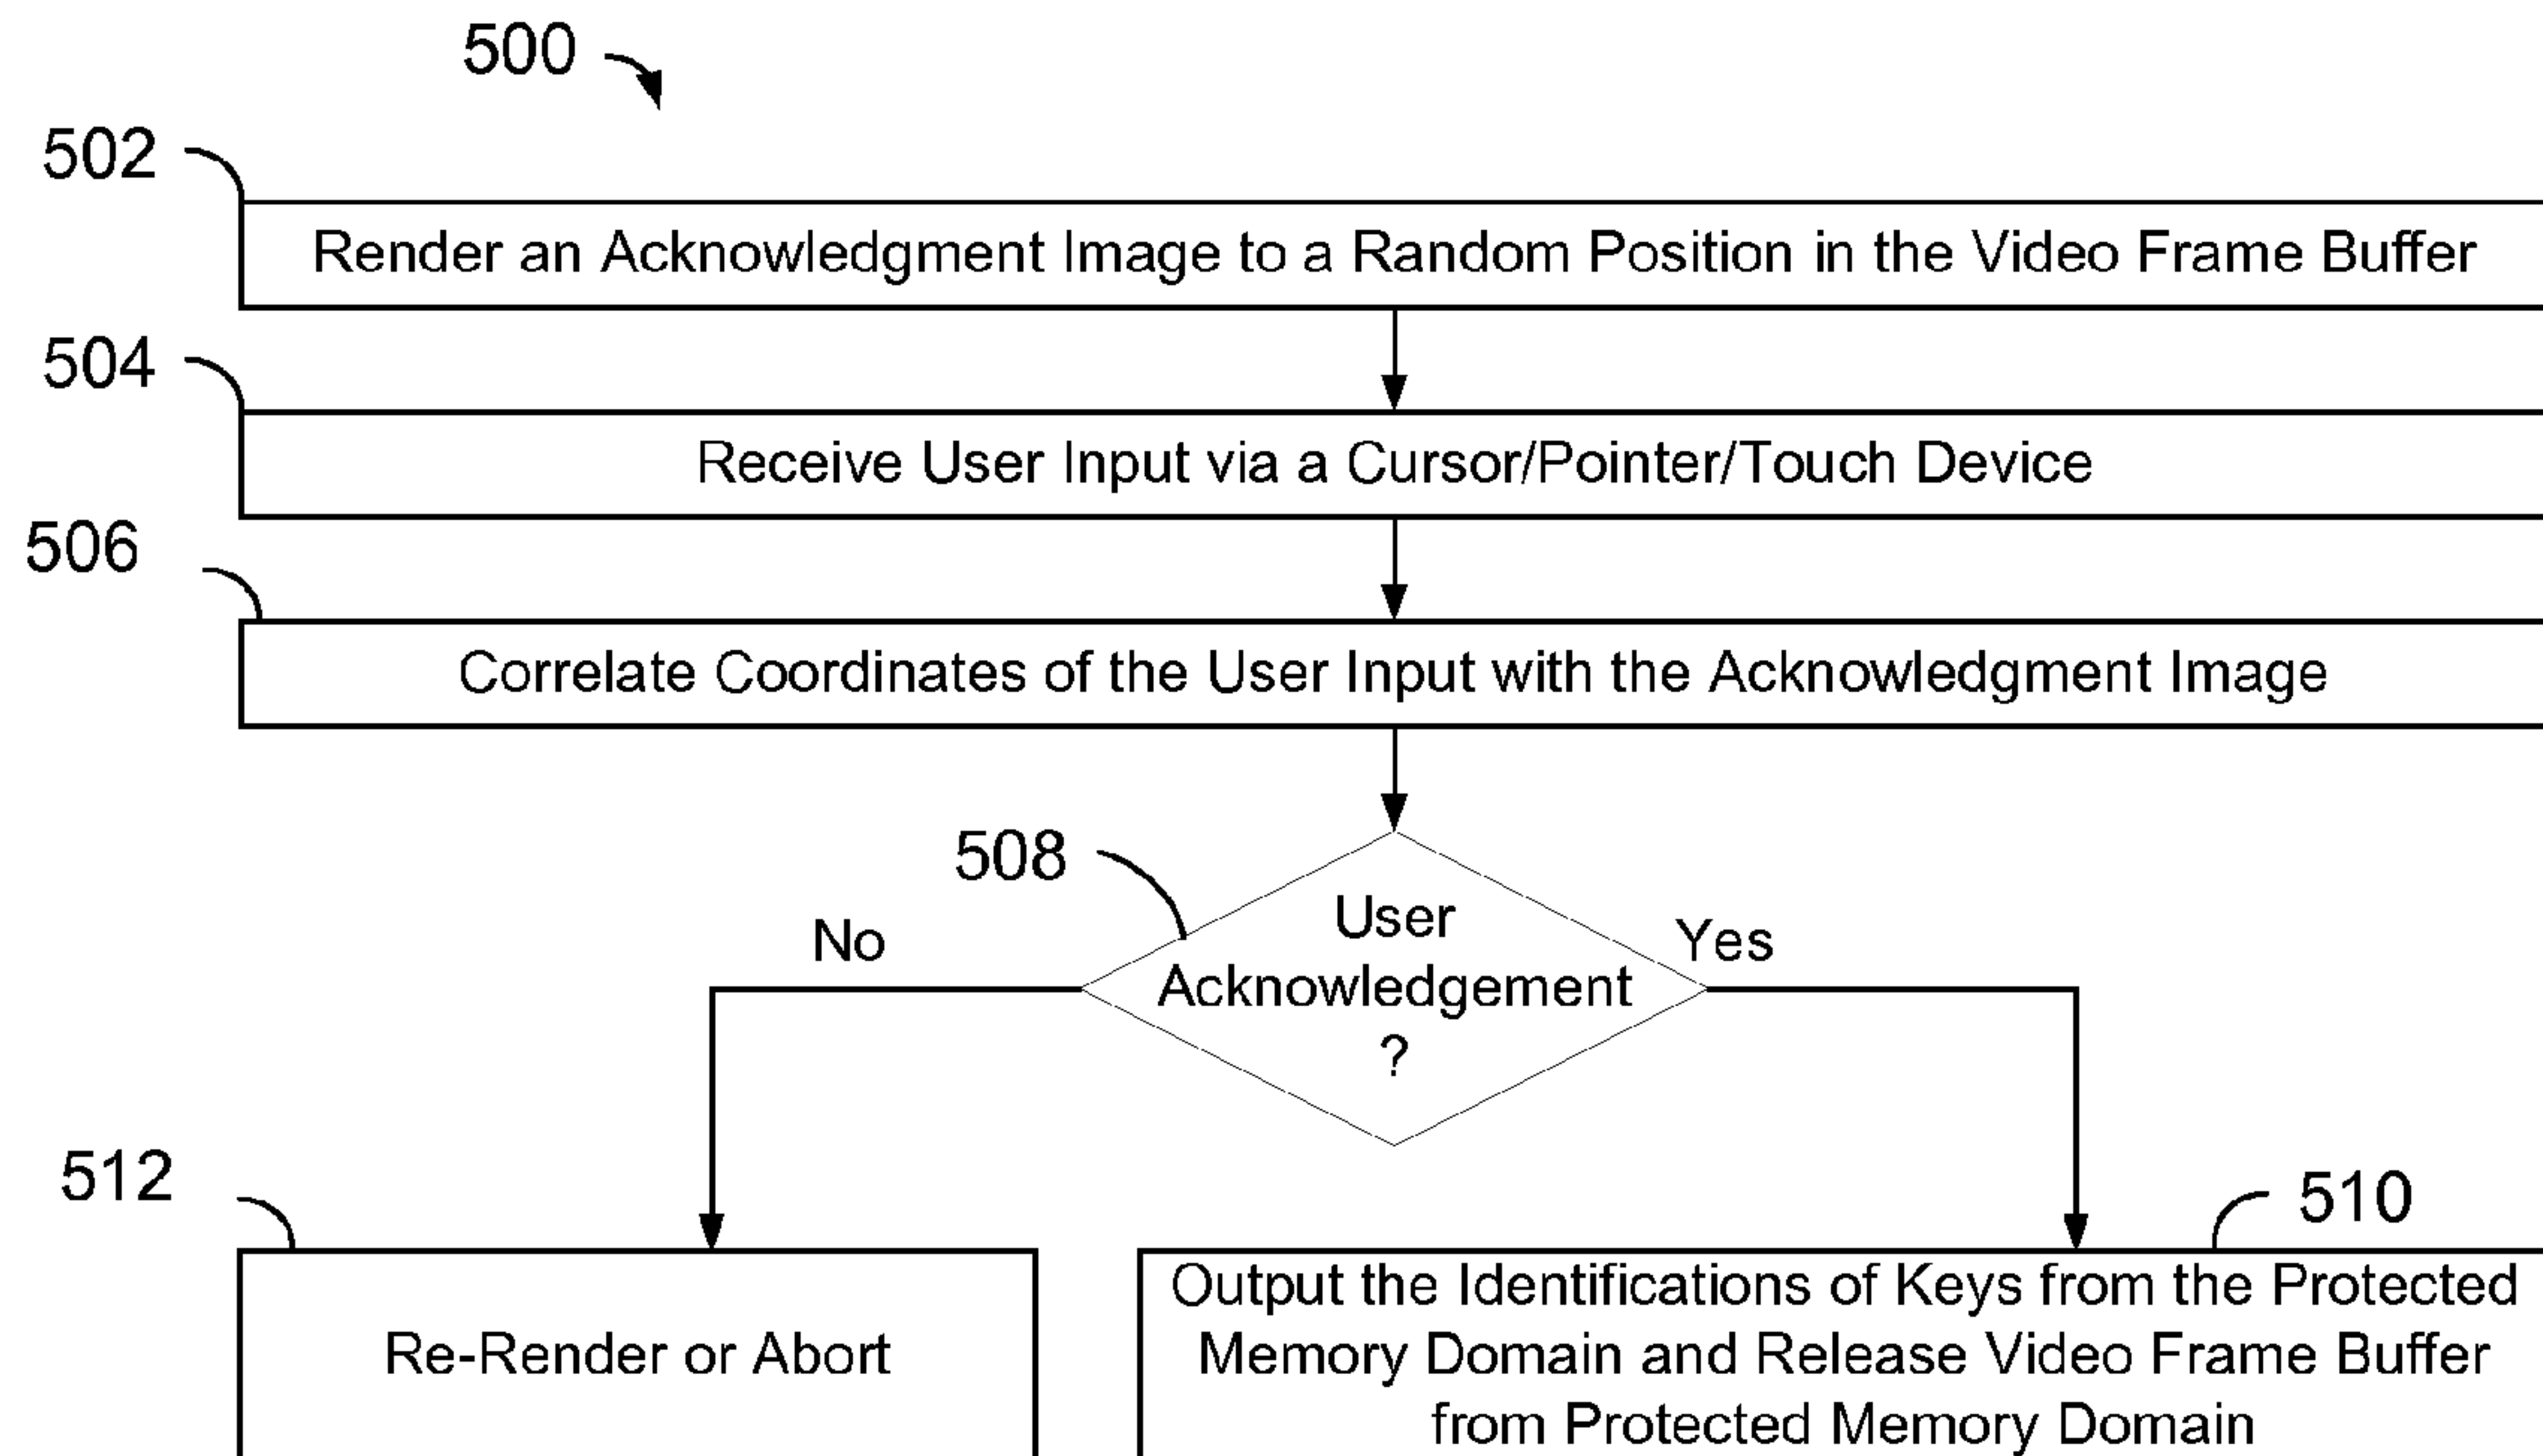 500
502
Render an Acknowledgment Image to a Random Position in the Video Frame Buffer
504
Receive User Input via a Cursor/Pointer/Touch Device
506
Correlate Coordinates of the User Input with the Acknowledgment Image
508
User
Acknowledgement
?
No
Yes
512
510
Re-Render or Abort
Output the Identifications of Keys from the Protected
Memory Domain and Release Video Frame Buffer
from Protected Memory Domain